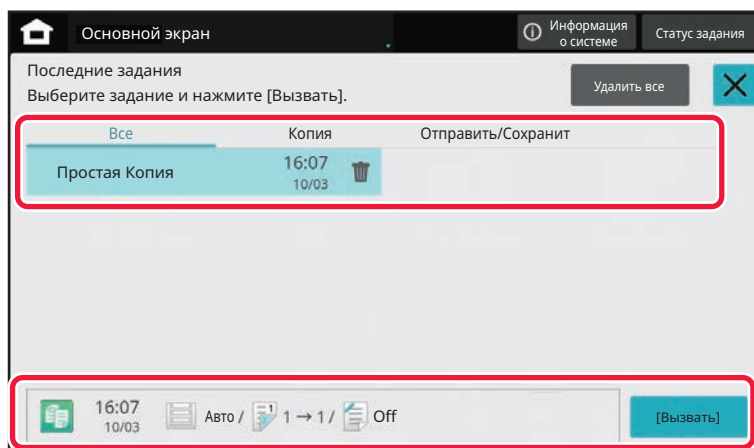 Основной экран
Информация
о системе
Статус задания
Последние задания
Выберите задание и нажмите [Вызвать].
Удалить все
Все Копия Отправить/Сохранит
Простая Копия 16:07
10/03
16:07
10/03
Авто / 1 1 → 1 / Off
[Вызвать]